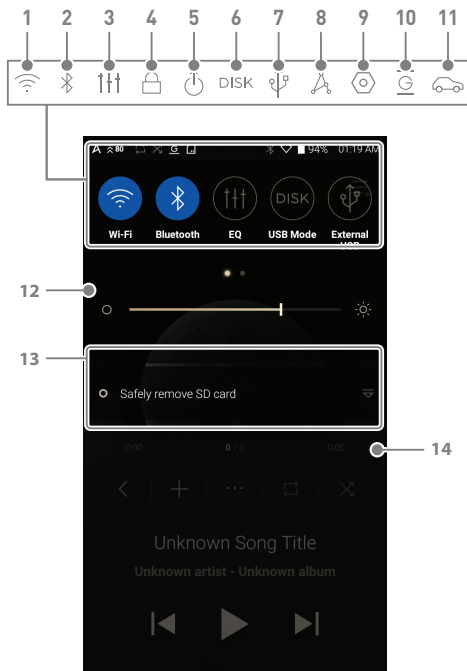 1 2 3 4 5 6 7 8 9 10 11
DISK G
A 80 G 94% 01:19 AM
DISK
Wi-Fi Bluetooth EQ USB Mode External
USB
12
13
Safely remove SD card
0:00 0 / 0 0:00
14
Unknown Song Title
Unknown artist - Unknown album